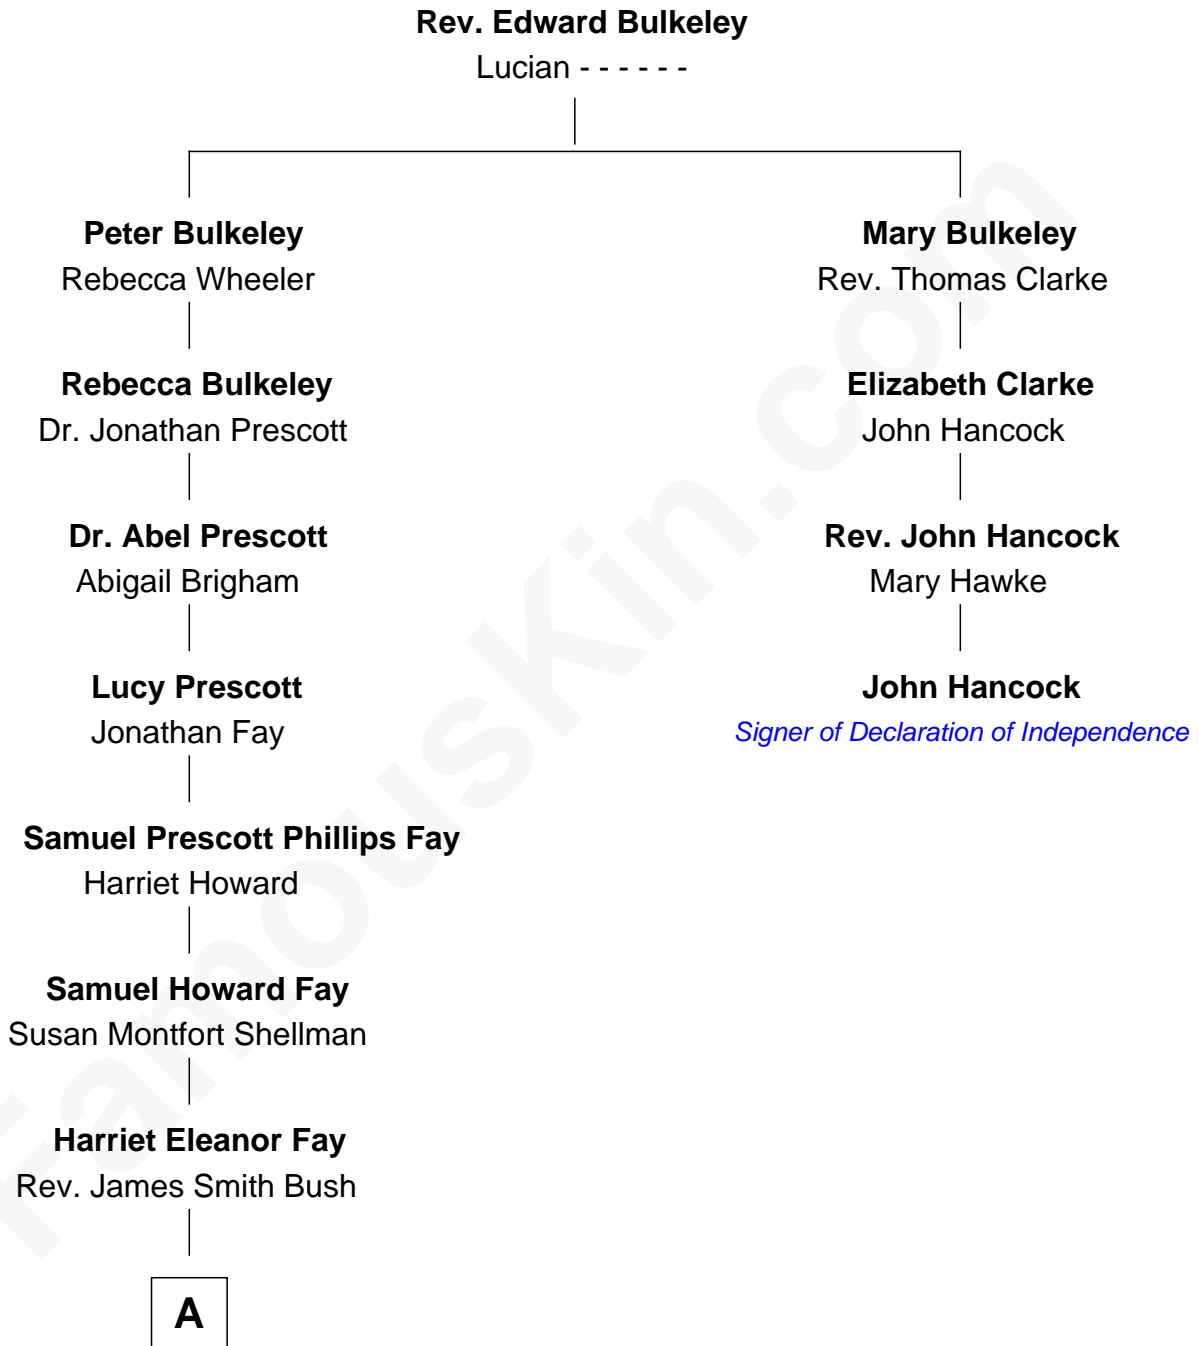 Rev. Edward Bulkeley
Lucian - - - - - -
Peter Bulkeley
Rebecca Wheeler
Mary Bulkeley
Rev. Thomas Clarke
Rebecca Bulkeley
Dr. Jonathan Prescott
Elizabeth Clarke
John Hancock
Dr. Abel Prescott
Abigail Brigham
Rev. John Hancock
Mary Hawke
Lucy Prescott
Jonathan Fay
John Hancock
Signer of Declaration of Independence
Samuel Prescott Phillips Fay
Harriet Howard
Samuel Howard Fay
Susan Montfort Shellman
Harriet Eleanor Fay
Rev. James Smith Bush
A
FamousKin.com